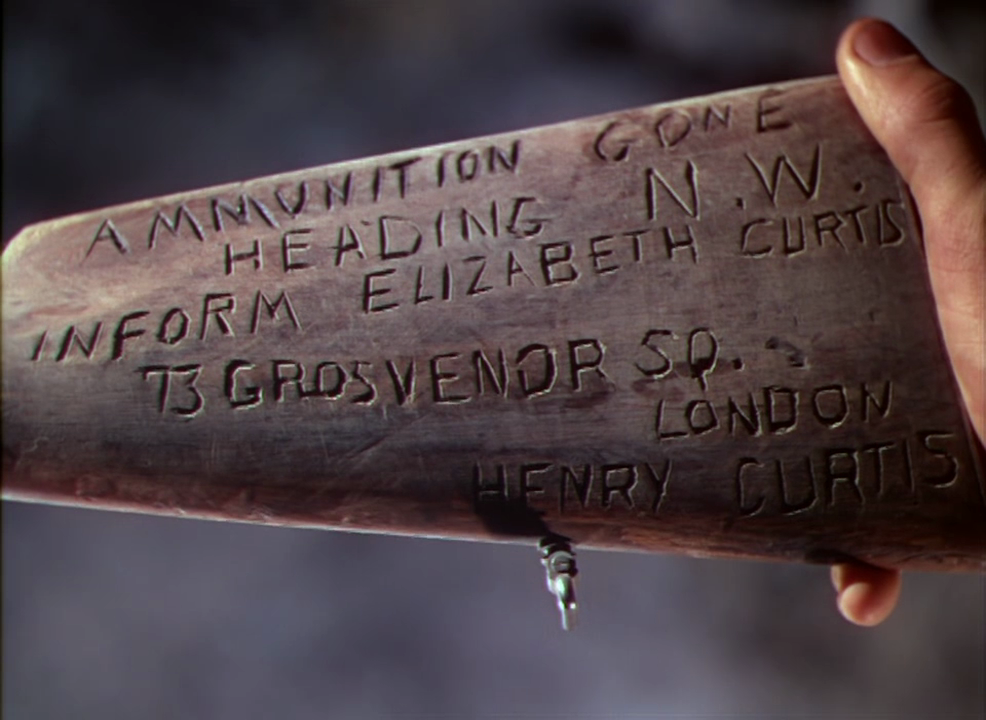 AMMUNITION GONE
HEADING N.W.
INFORM ELIZABETH CURTIS
73 GROSVENOR SQ.
LONDON
HENRY CURTIS